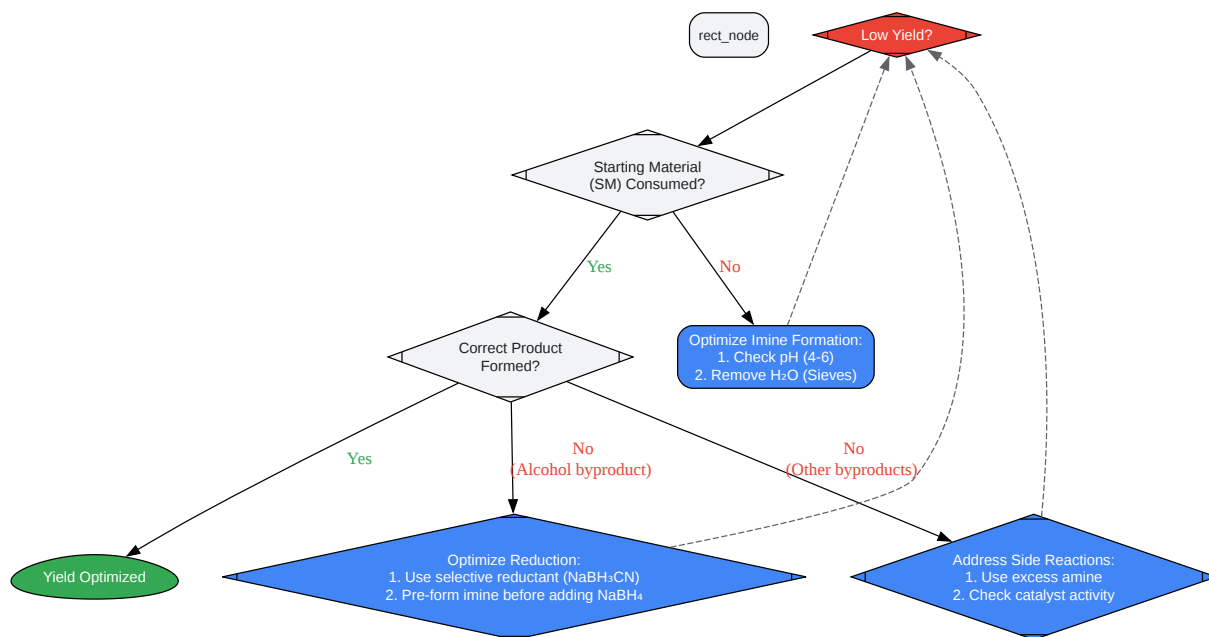 rect_node
Low Yield?
Starting Material
(SM) Consumed?
Yes
No
Correct Product
Formed?
Optimize Imine Formation:
1. Check pH (4-6)
2. Remove H₂O (Sieves)
Yes
No
(Alcohol byproduct)
No
(Other byproducts)
Yield Optimized
Optimize Reduction:
1. Use selective reductant (NaBH₃CN)
2. Pre-form imine before adding NaBH₄
Address Side Reactions:
1. Use excess amine
2. Check catalyst activity